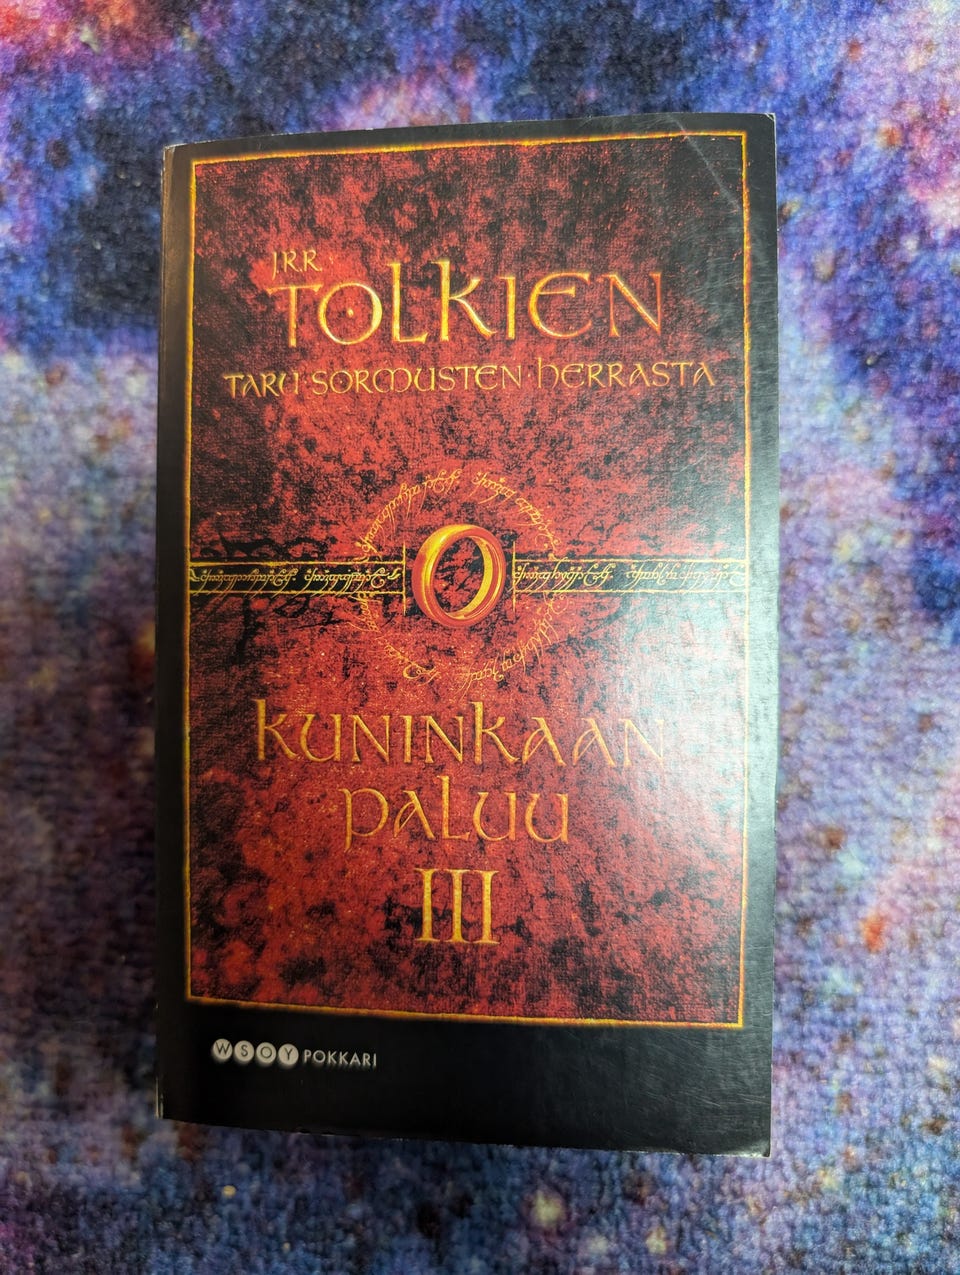 J.R.R.
TOLKIEN
TARU SORMUSTEN HERRASTA
KUNINKAAN
PALUU
III
WSOY POKKARI